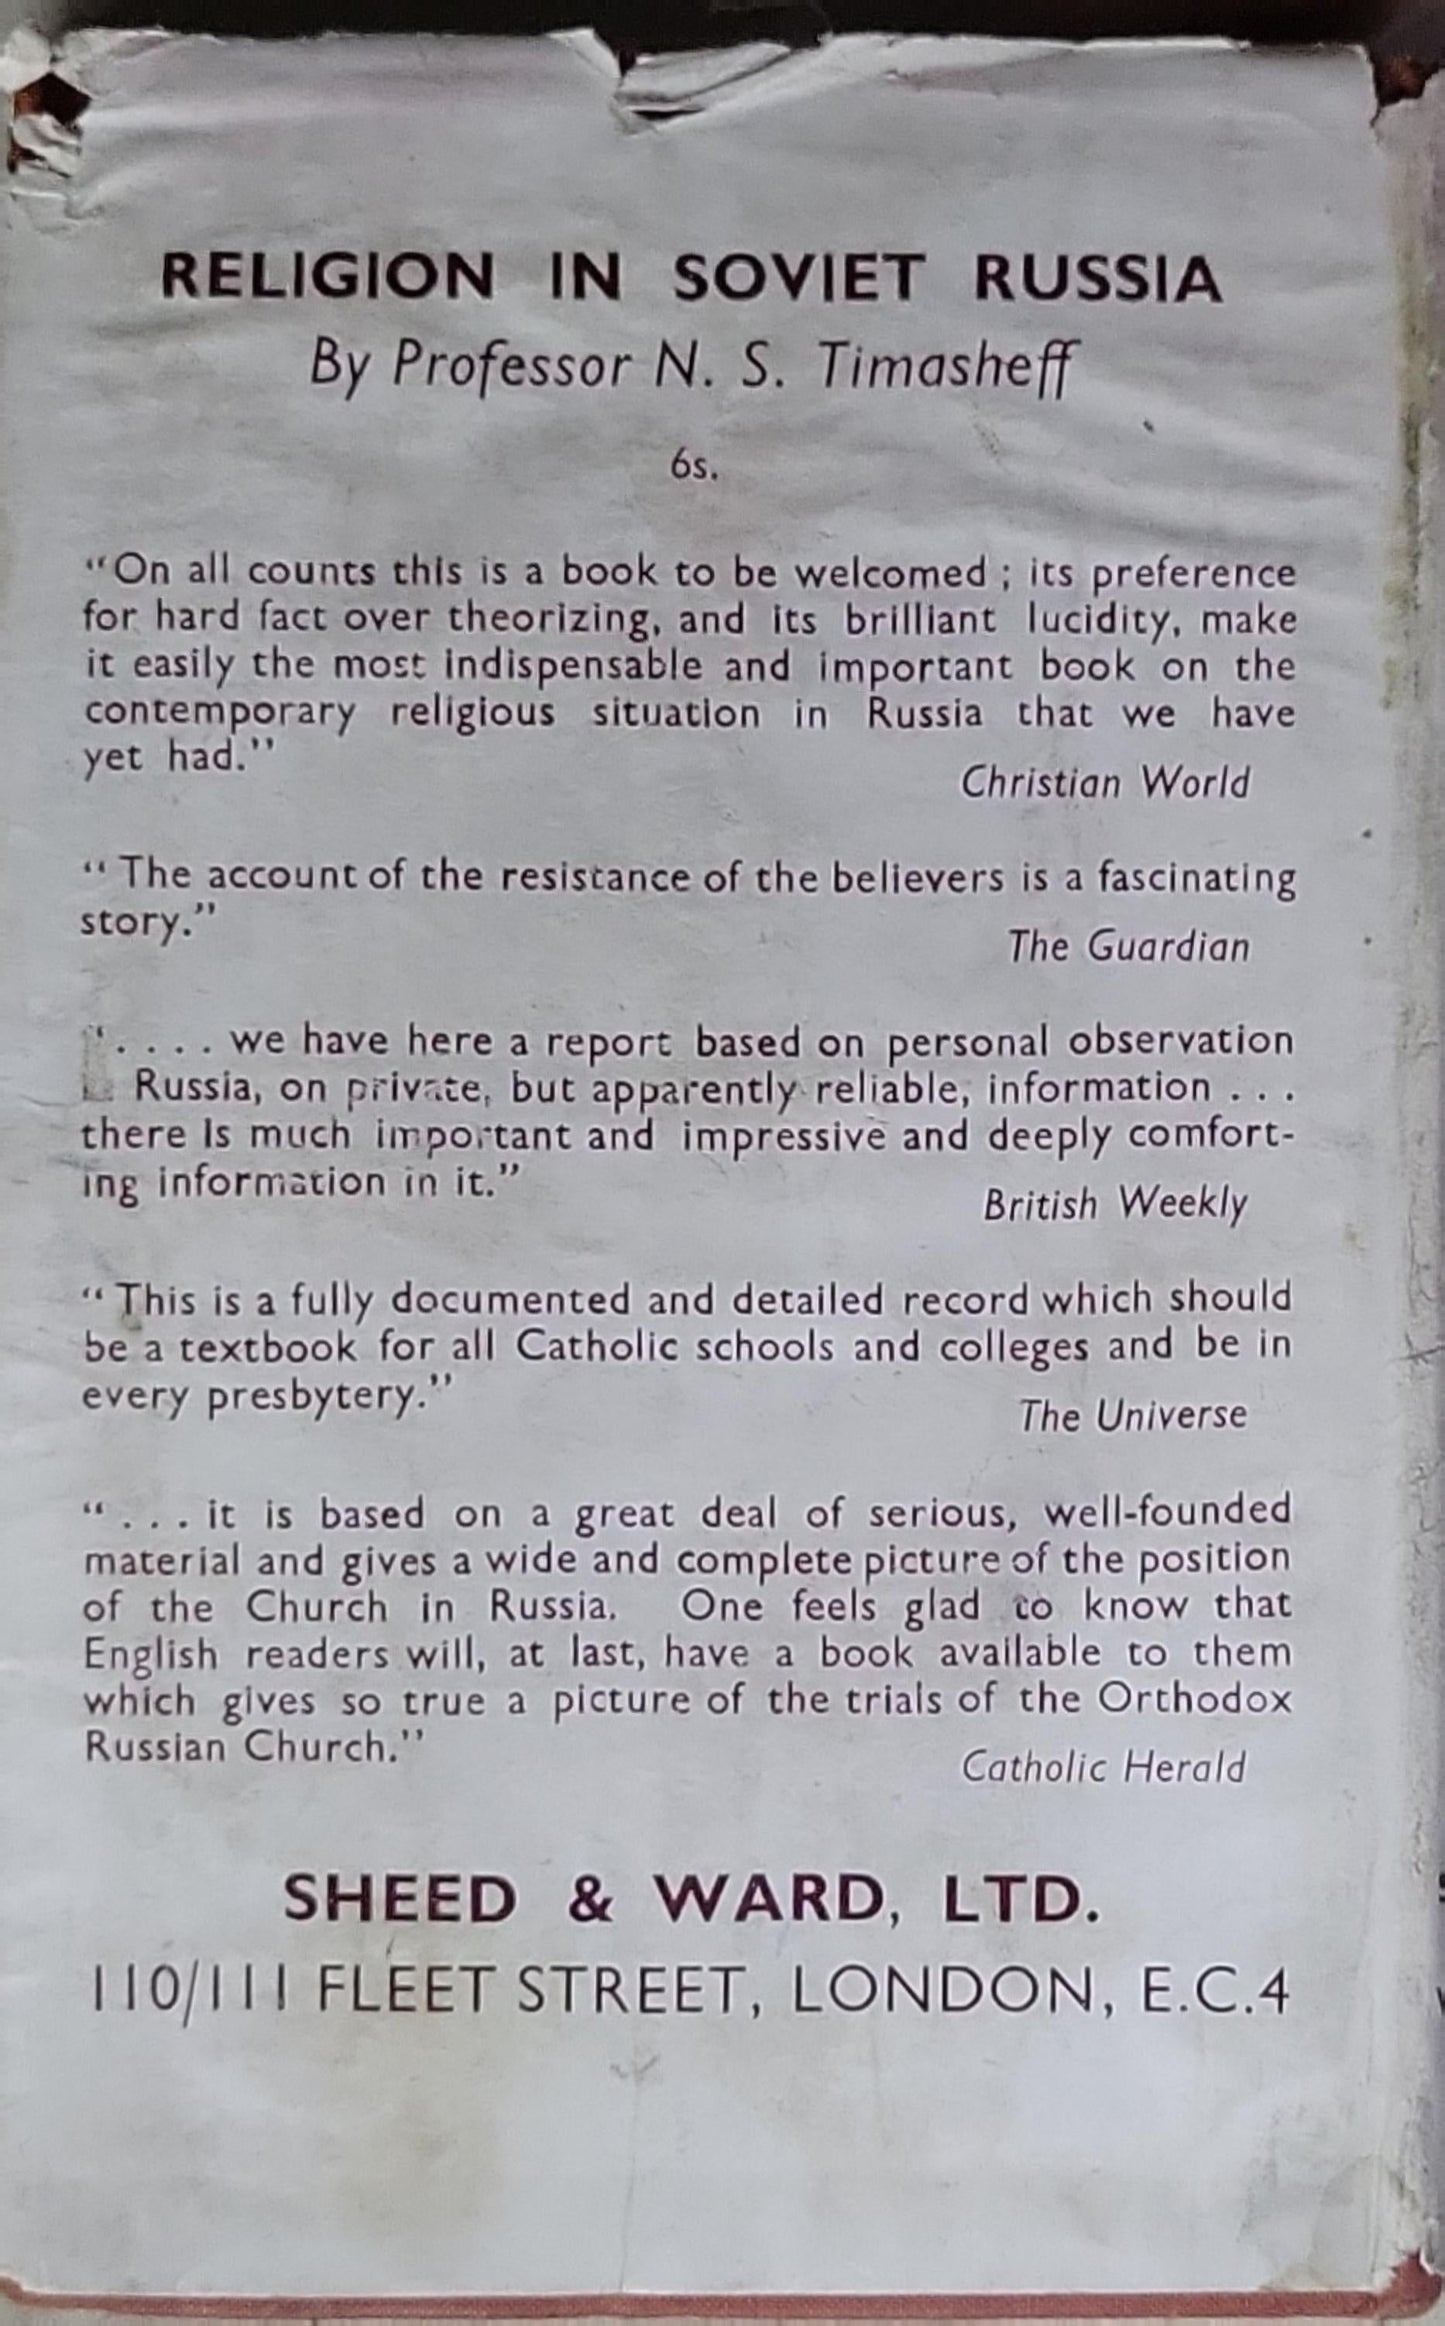 RELIGION IN SOVIET RUSSIA
By Professor N. S. Timasheff
6s.
“On all counts this is a book to be welcomed ; its preference
for hard fact over theorizing, and its brilliant lucidity, make
it easily the most indispensable and important book on the
contemporary religious situation in Russia that we have
yet had.”
Christian World
“ The account of the resistance of the believers is a fascinating
story.”
The Guardian
“. . . . we have here a report based on personal observation
Russia, on private, but apparently reliable, information . . .
there is much important and impressive and deeply comfort-
ing information in it.”
British Weekly
“ This is a fully documented and detailed record which should
be a textbook for all Catholic schools and colleges and be in
every presbytery.”
The Universe
“ . . . it is based on a great deal of serious, well-founded
material and gives a wide and complete picture of the position
of the Church in Russia. One feels glad to know that
English readers will, at last, have a book available to them
which gives so true a picture of the trials of the Orthodox
Russian Church.”
Catholic Herald
SHEED & WARD, LTD.
110/111 FLEET STREET, LONDON, E.C.4